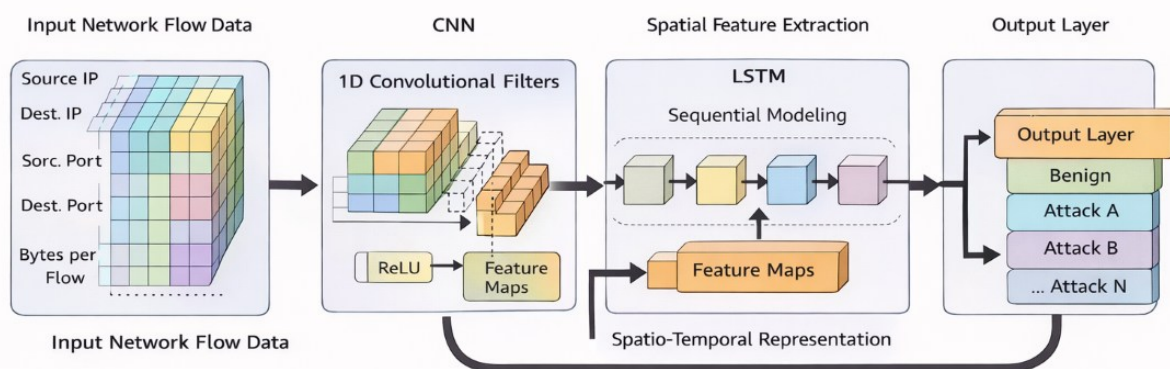 Input Network Flow Data
Source IP
Dest. IP
Sorc. Port
Dest. Port
Bytes per
Flow
Input Network Flow Data
CNN
1D Convolutional Filters
ReLU
Feature
Maps
Spatial Feature Extraction
LSTM
Sequential Modeling
Feature Maps
Spatio-Temporal Representation
Output Layer
Output Layer
Benign
Attack A
Attack B
... Attack N